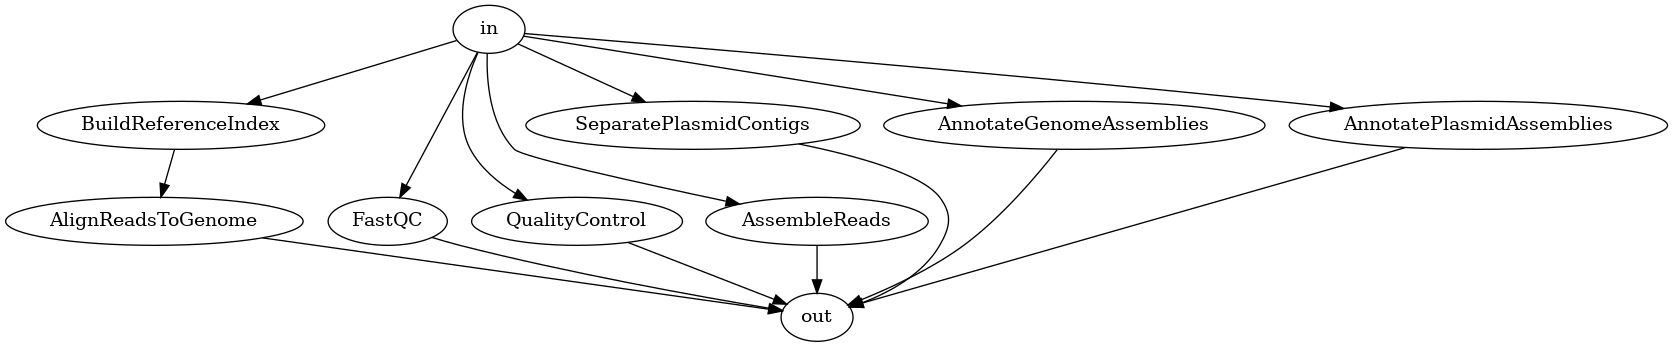 in
BuildReferenceIndex
SeparatePlasmidContigs
AnnotateGenomeAssemblies
AnnotatePlasmidAssemblies
AlignReadsToGenome
FastQC
QualityControl
AssembleReads
out